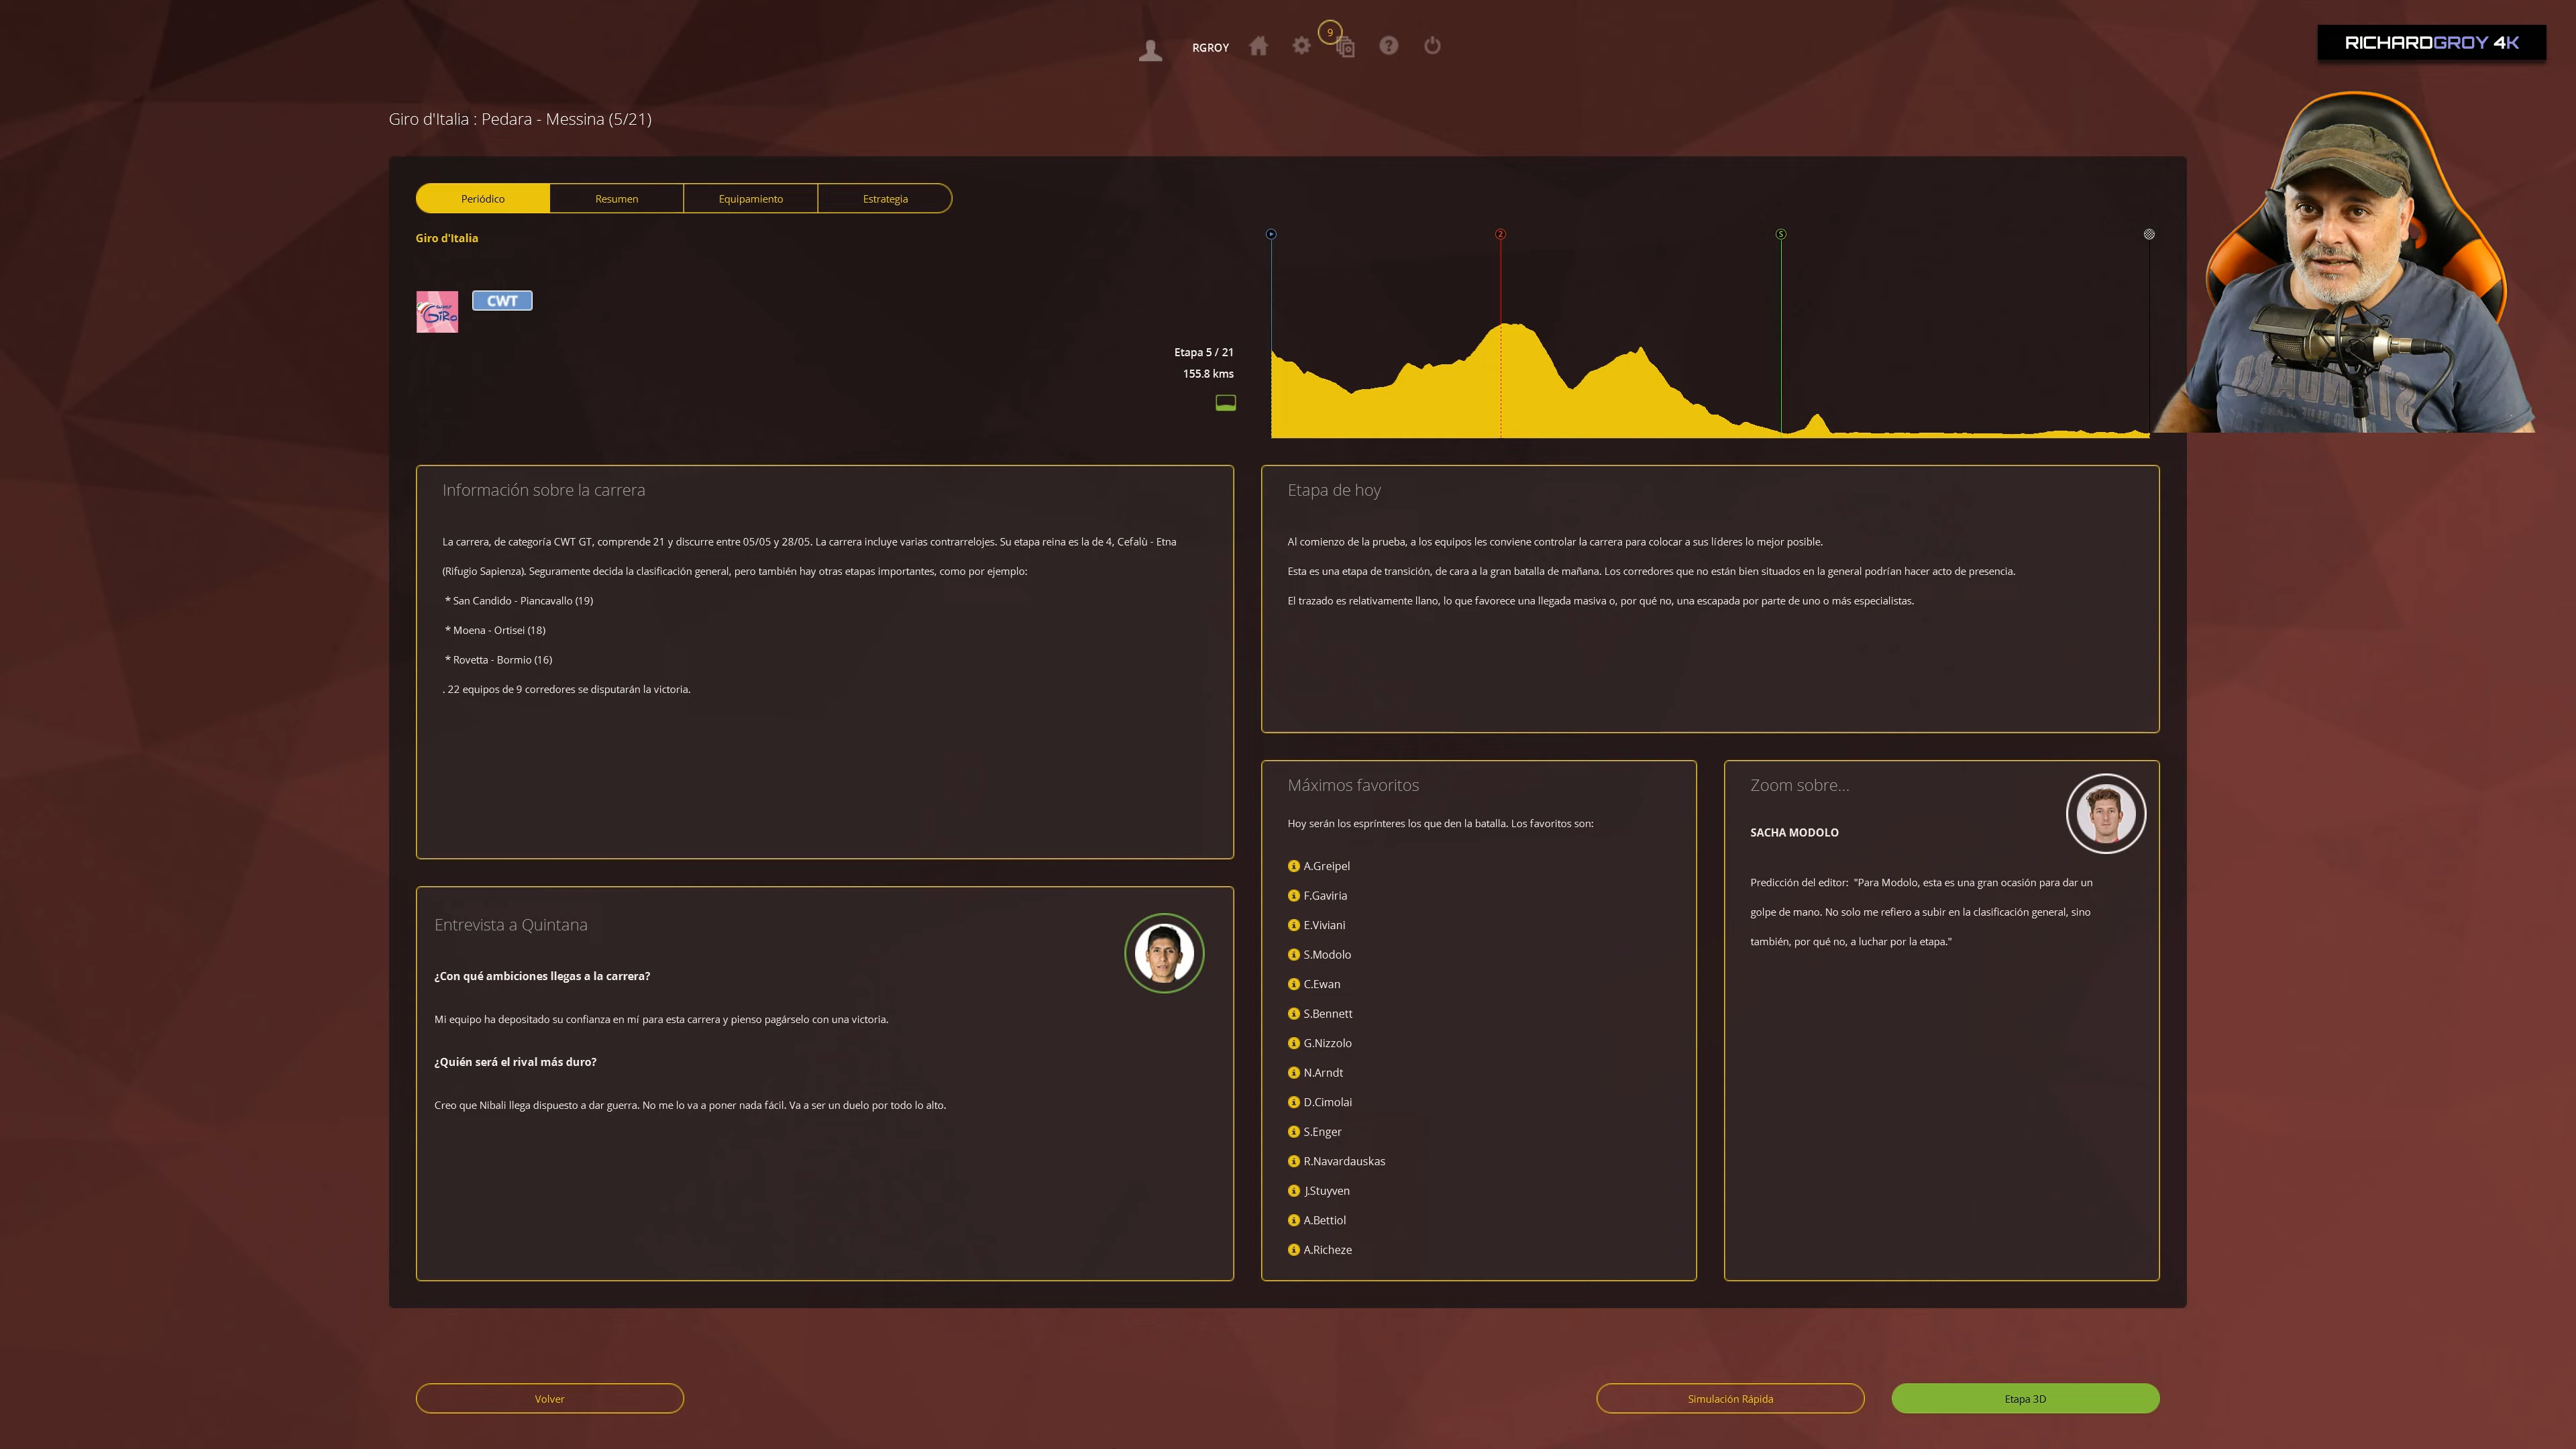 9
RGROY
RICHARDGROY 4K
Giro d'Italia : Pedara - Messina (5/21)
Periódico
Resumen
Equipamiento
Estrategia
Giro d'Italia
GIRO
CWT
Etapa 5 / 21
155.8 kms
2
S
Información sobre la carrera
La carrera, de categoría CWT GT, comprende 21 y discurre entre 05/05 y 28/05. La carrera incluye varias contrarrelojes. Su etapa reina es la de 4, Cefalù - Etna
(Rifugio Sapienza). Seguramente decida la clasificación general, pero también hay otras etapas importantes, como por ejemplo:
* San Candido - Piancavallo (19)
* Moena - Ortisei (18)
* Rovetta - Bormio (16)
. 22 equipos de 9 corredores se disputarán la victoria.
Etapa de hoy
Al comienzo de la prueba, a los equipos les conviene controlar la carrera para colocar a sus líderes lo mejor posible.
Esta es una etapa de transición, de cara a la gran batalla de mañana. Los corredores que no están bien situados en la general podrían hacer acto de presencia.
El trazado es relativamente llano, lo que favorece una llegada masiva o, por qué no, una escapada por parte de uno o más especialistas.
Entrevista a Quintana
¿Con qué ambiciones llegas a la carrera?
Mi equipo ha depositado su confianza en mí para esta carrera y pienso pagárselo con una victoria.
¿Quién será el rival más duro?
Creo que Nibali llega dispuesto a dar guerra. No me lo va a poner nada fácil. Va a ser un duelo por todo lo alto.
Máximos favoritos
Hoy serán los esprínteres los que den la batalla. Los favoritos son:
A.Greipel
F.Gaviria
E.Viviani
S.Modolo
C.Ewan
S.Bennett
G.Nizzolo
N.Arndt
D.Cimolai
S.Enger
R.Navardauskas
J.Stuyven
A.Bettiol
A.Richeze
Zoom sobre...
SACHA MODOLO
Predicción del editor:  "Para Modolo, esta es una gran ocasión para dar un
golpe de mano. No solo me refiero a subir en la clasificación general, sino
también, por qué no, a luchar por la etapa."
Volver
Simulación Rápida
Etapa 3D